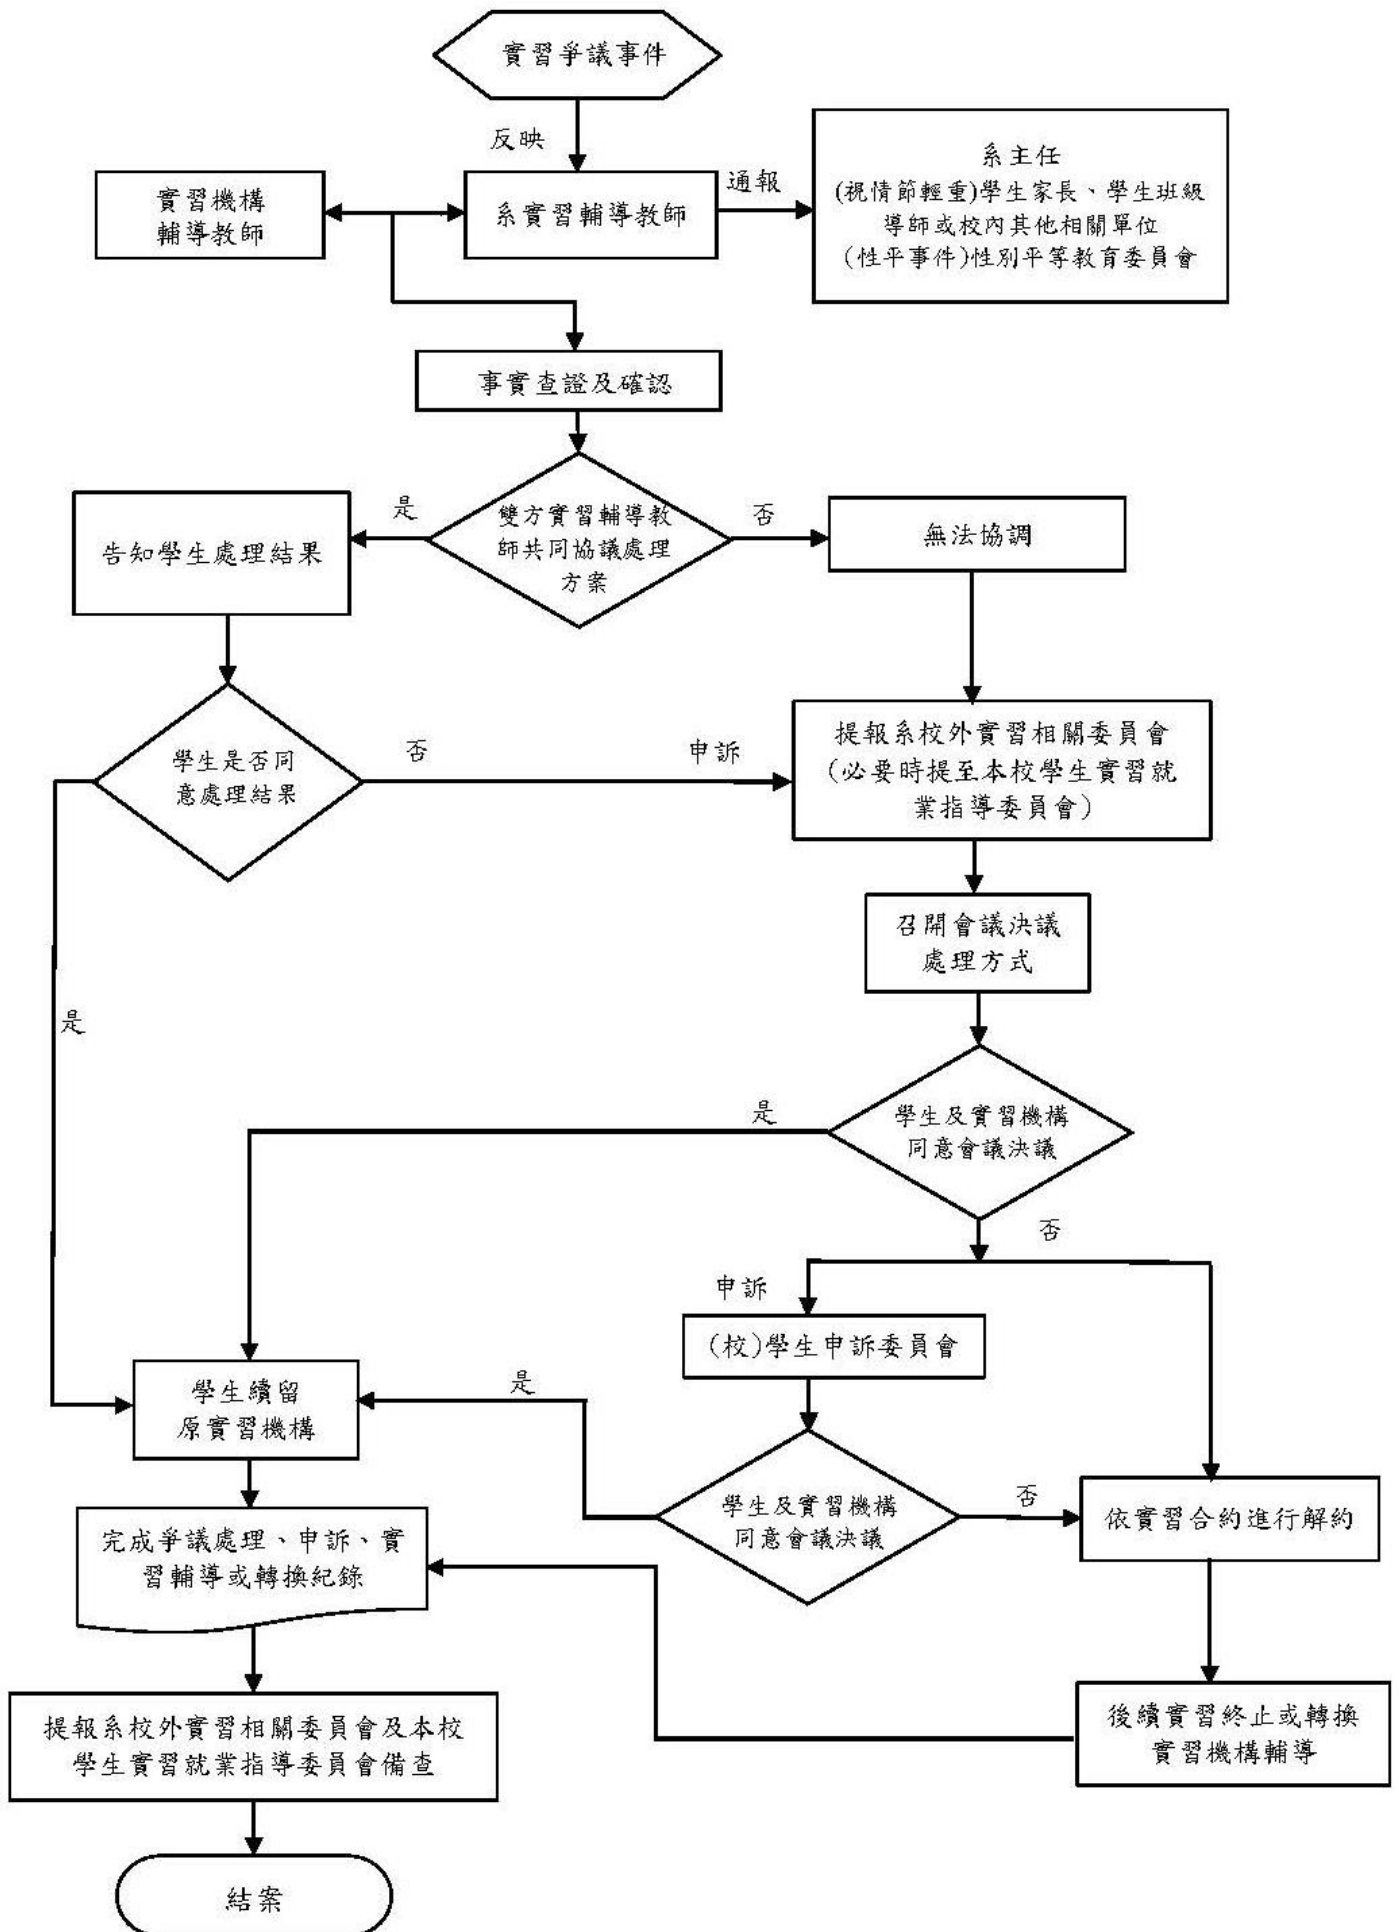 實習爭議事件
反映
實習機構
輔導教師
系實習輔導教師
通報
系主任
(視情節輕重)學生家長、學生班級
導師或校內其他相關單位
(性平事件)性別平等教育委員會
事實查證及確認
雙方實習輔導教
師共同協議處理
方案
是
否
告知學生處理結果
無法協調
學生是否同
意處理結果
否
申訴
提報系校外實習相關委員會
(必要時提至本校學生實習就
業指導委員會)
召開會議決議
處理方式
是
學生及實習機構
同意會議決議
是
否
申訴
(校)學生申訴委員會
學生續留
原實習機構
是
學生及實習機構
同意會議決議
否
依實習合約進行解約
完成爭議處理、申訴、實
習輔導或轉換紀錄
後續實習終止或轉換
實習機構輔導
提報系校外實習相關委員會及本校
學生實習就業指導委員會備查
結案